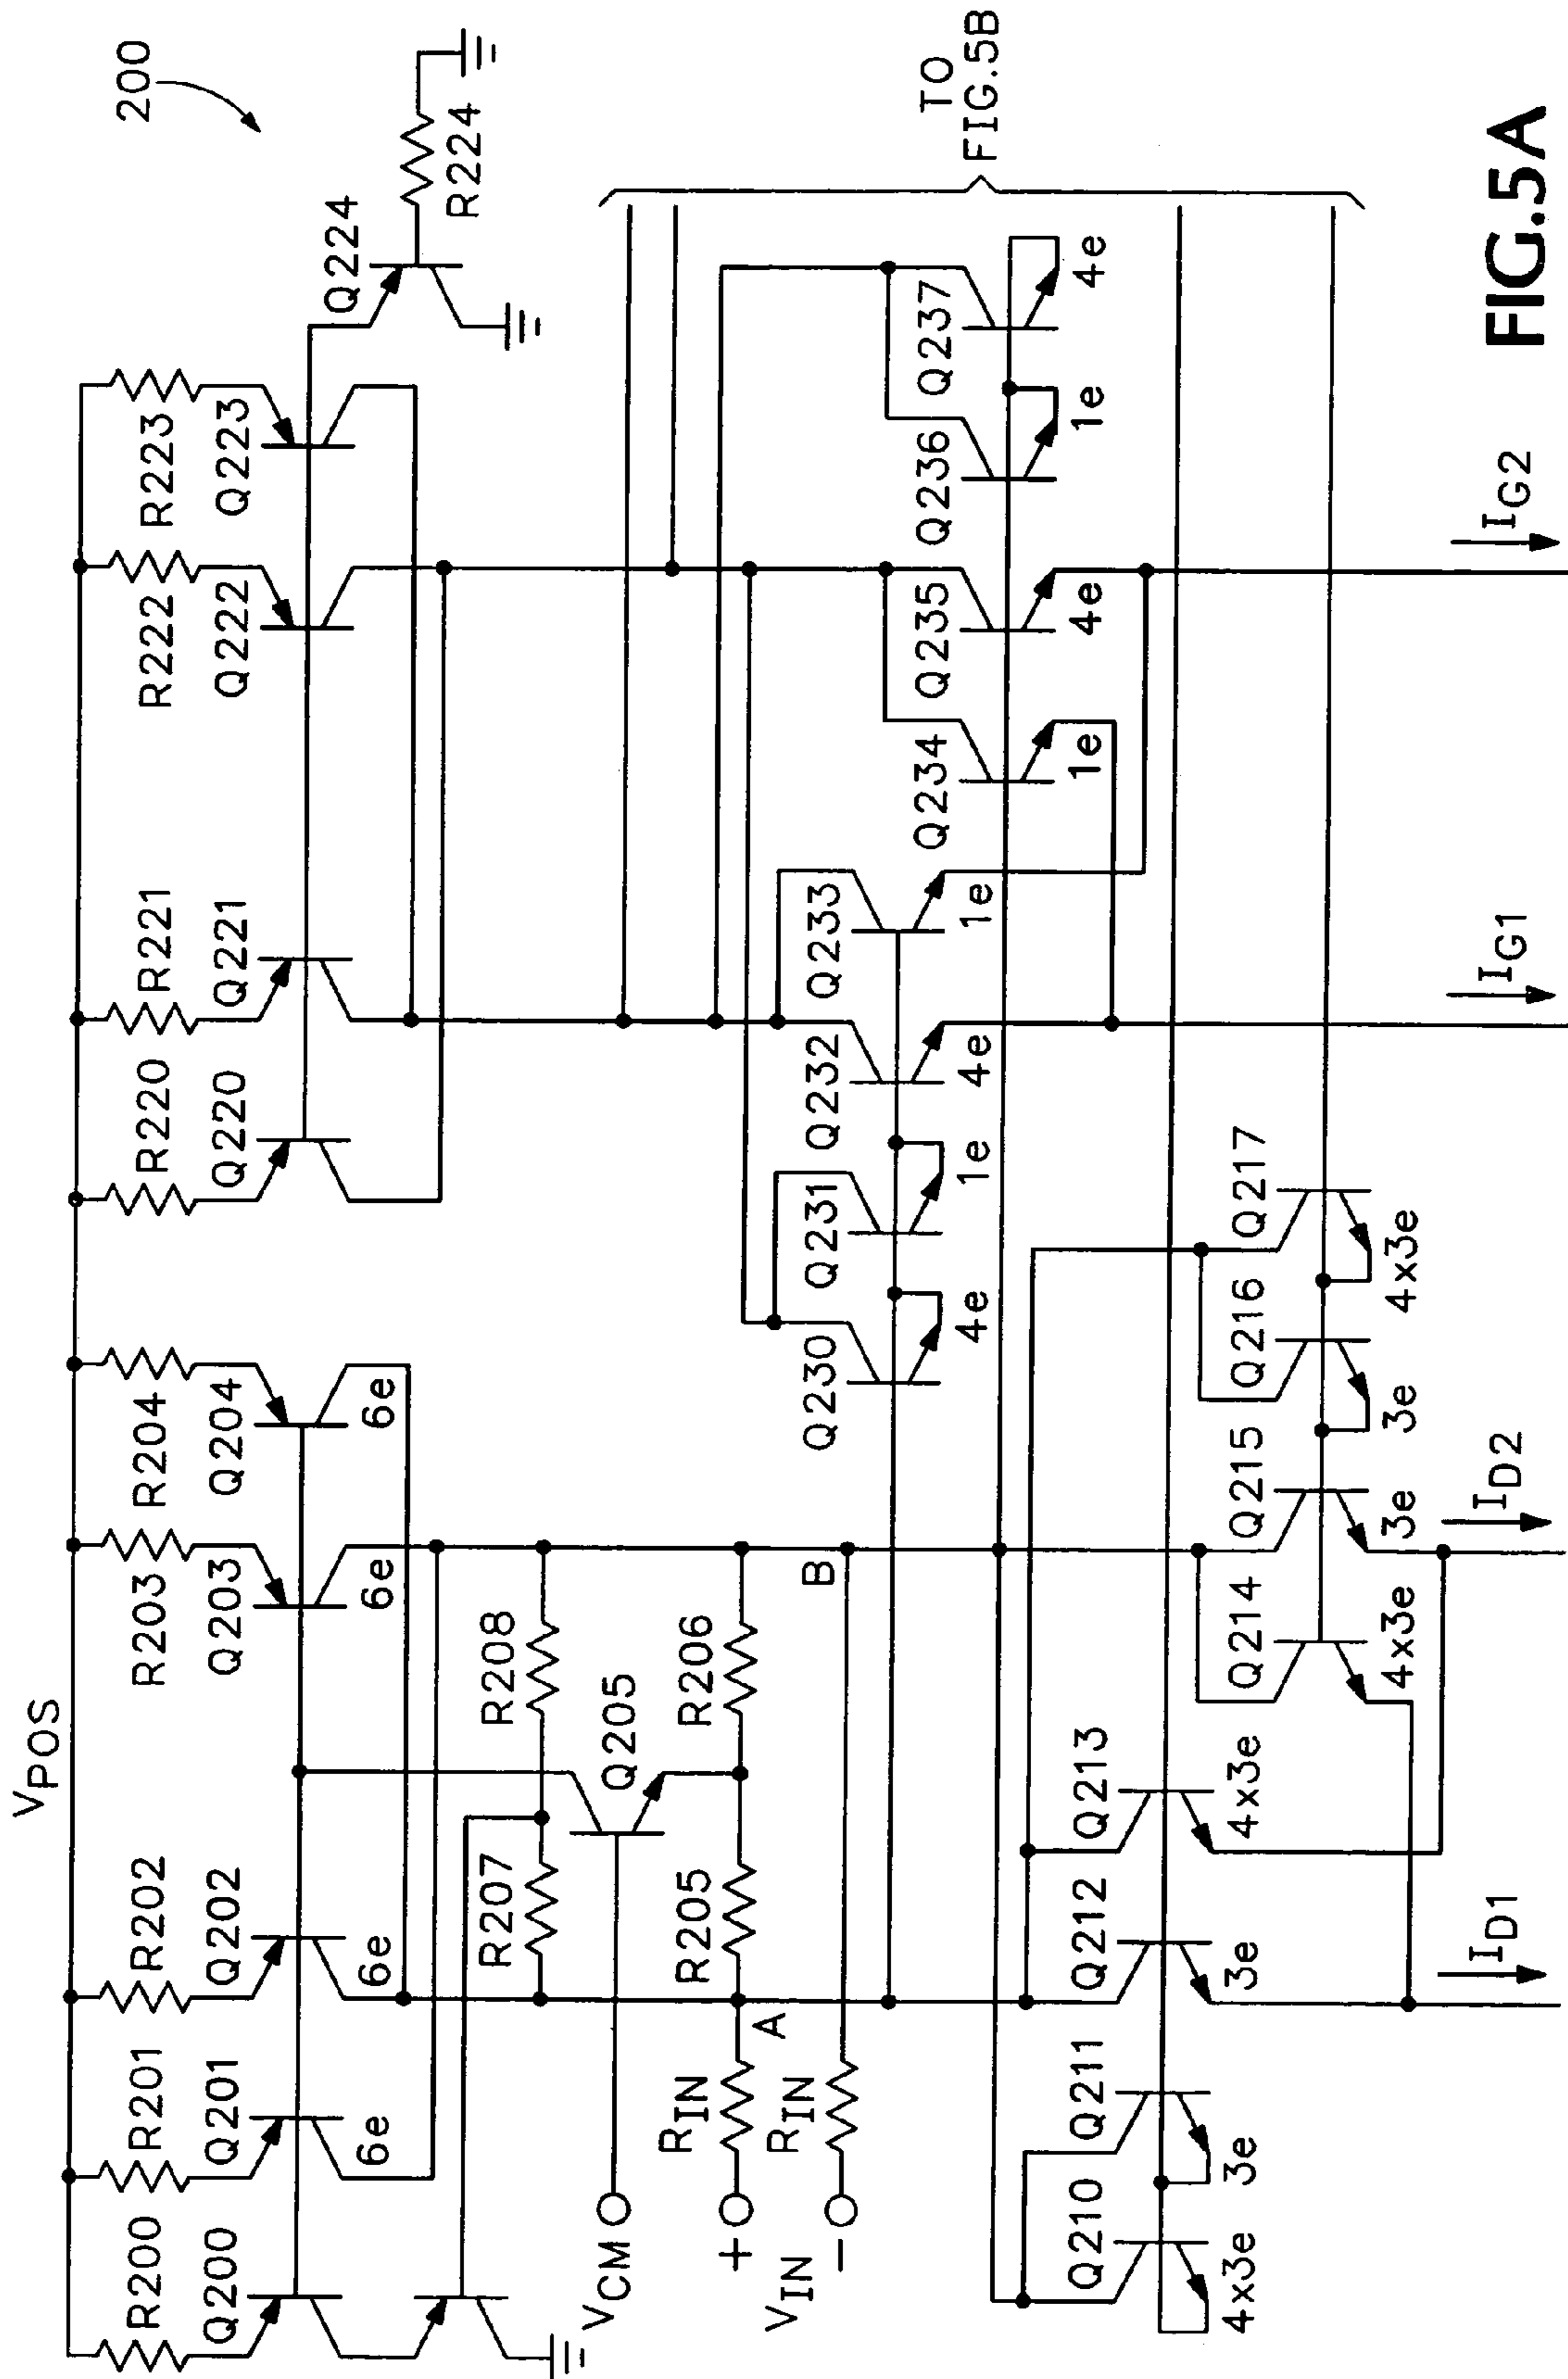 200
VPOS
R200
R201
R202
R203
R204
R220
R221
R222
R223
Q200
Q201
Q202
Q203
Q204
Q220
Q221
Q222
Q223
Q224
6e
6e
6e
6e
R224
R207
R208
Q205
VCM
R205
R206
+
RIN
A
VIN
RIN
-
B
Q230
Q231
Q232
Q233
4e
1e
4e
1e
Q234
Q235
Q236
Q237
1e
4e
1e
4e
TO
FIG.5B
Q210
Q211
Q212
Q213
4x3e
3e
3e
4x3e
Q214
Q215
Q216
Q217
4x3e
3e
3e
4x3e
ID1
ID2
IG1
IG2
FIG.5A